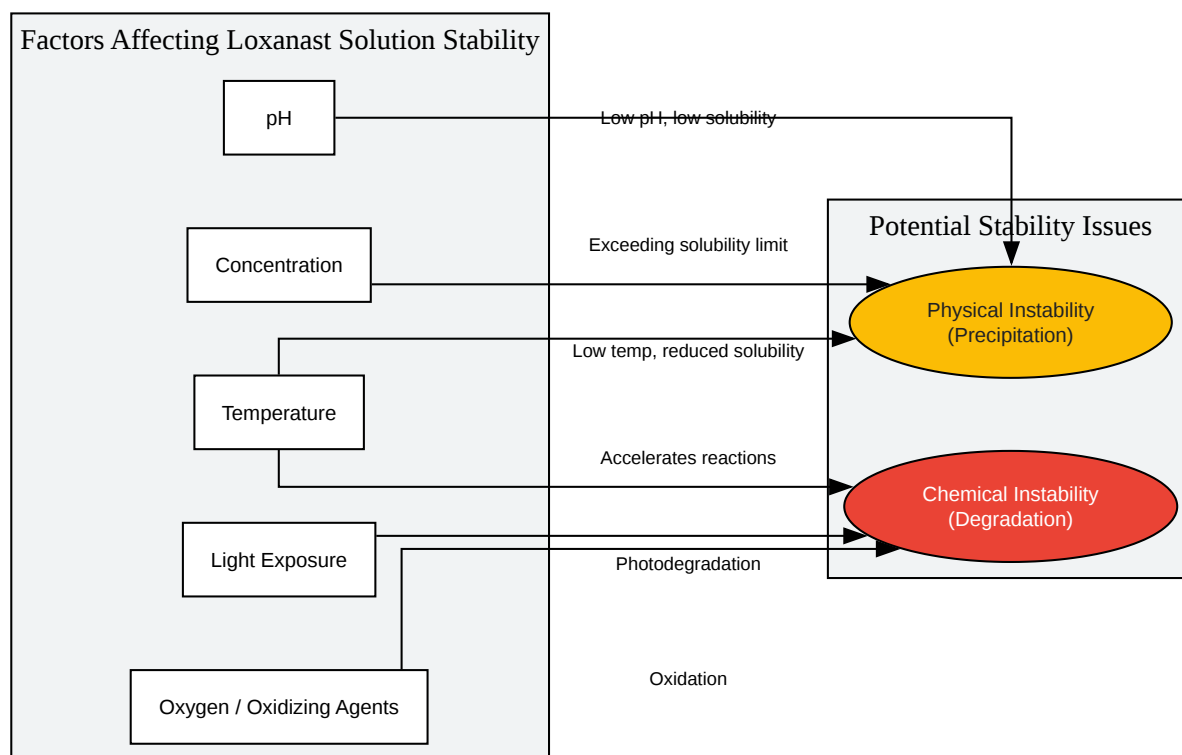 Factors Affecting Loxanast Solution Stability
pH
Low pH, low solubility
Potential Stability Issues
Concentration
Exceeding solubility limit
Physical Instability
(Precipitation)
Low temp, reduced solubility
Temperature
Accelerates reactions
Chemical Instability
(Degradation)
Light Exposure
Photodegradation
Oxidation
Oxygen / Oxidizing Agents